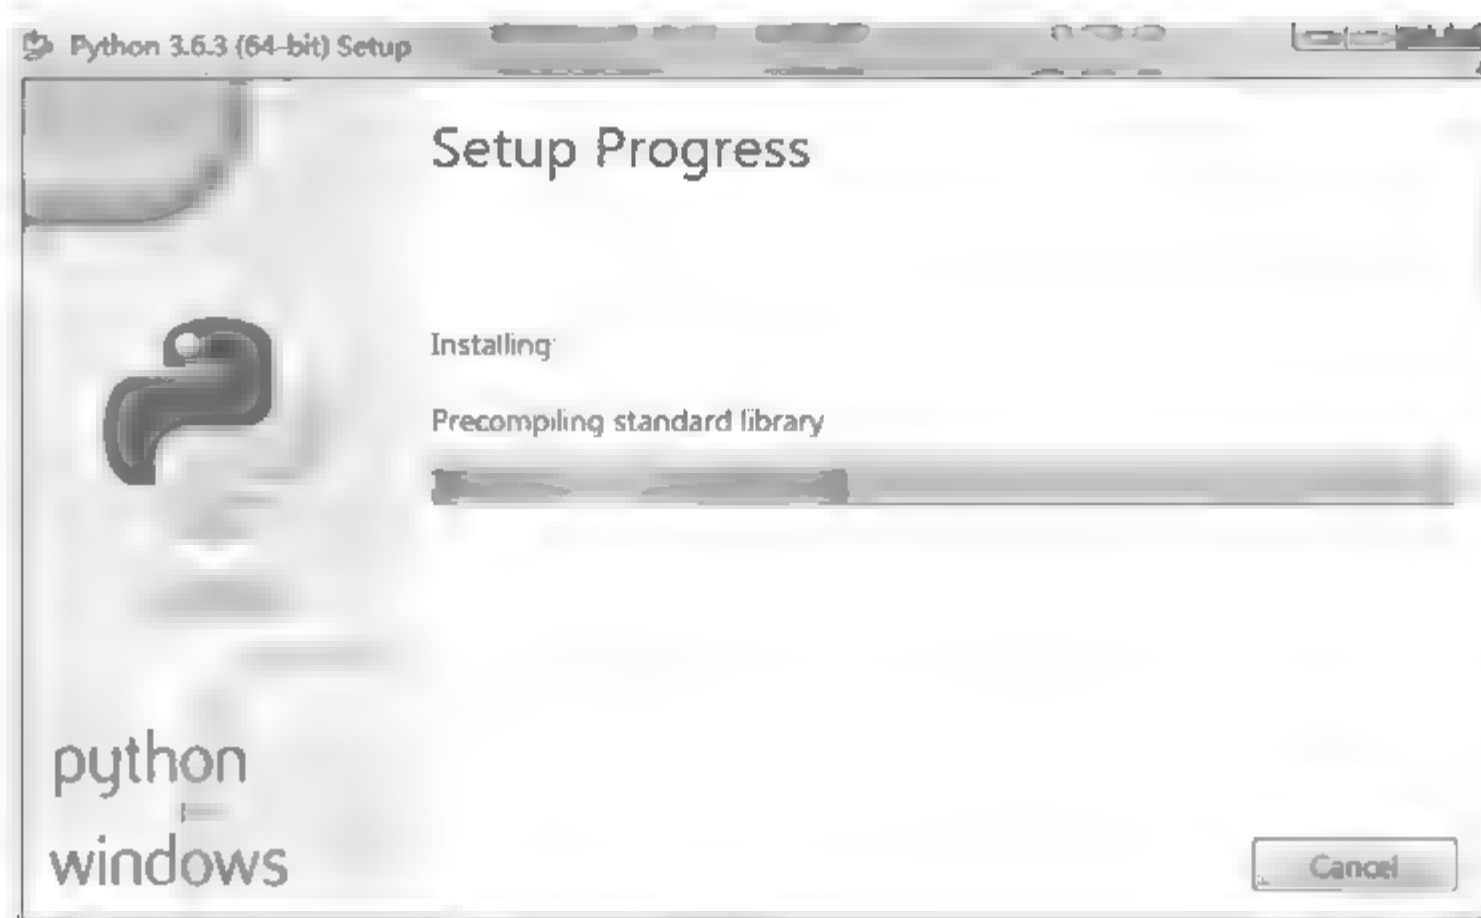 Python 3.6.3 (64-bit) Setup
Setup Progress
Installing
Precompiling standard library
python
windows
Cancel